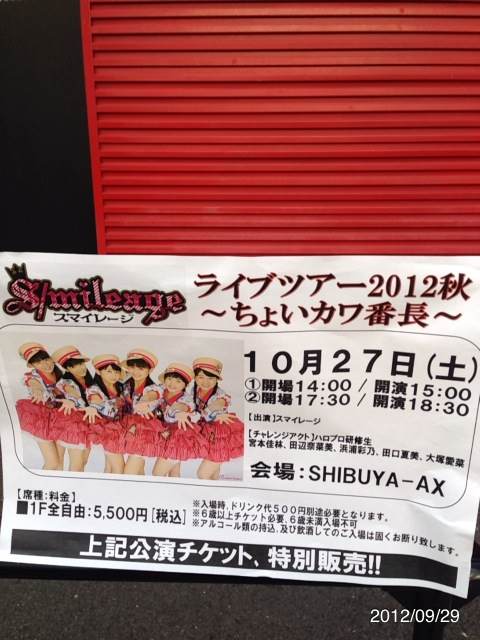 S/mileage
スマイレージ
ライブツアー2012秋
～ちょいカワ番長～
10月27日(土)
①開場14:00 / 開演15:00
②開場17:30 / 開演18:30
【出演】スマイレージ
【チャレンジアクト】ハロプロ研修生
宮本佳林、田辺奈菜美、浜浦彩乃、田口夏実、大塚愛菜
会場：SHIBUYA-AX
【席種：料金】
■1F全自由：5,500円[税込]
※入場時、ドリンク代500円別途必要となります。
※6歳以上チケット必要、6歳未満入場不可
※アルコール類の持込、及び飲酒してのご入場は固くお断り致します。
上記公演チケット、特別販売!!
2012/09/29